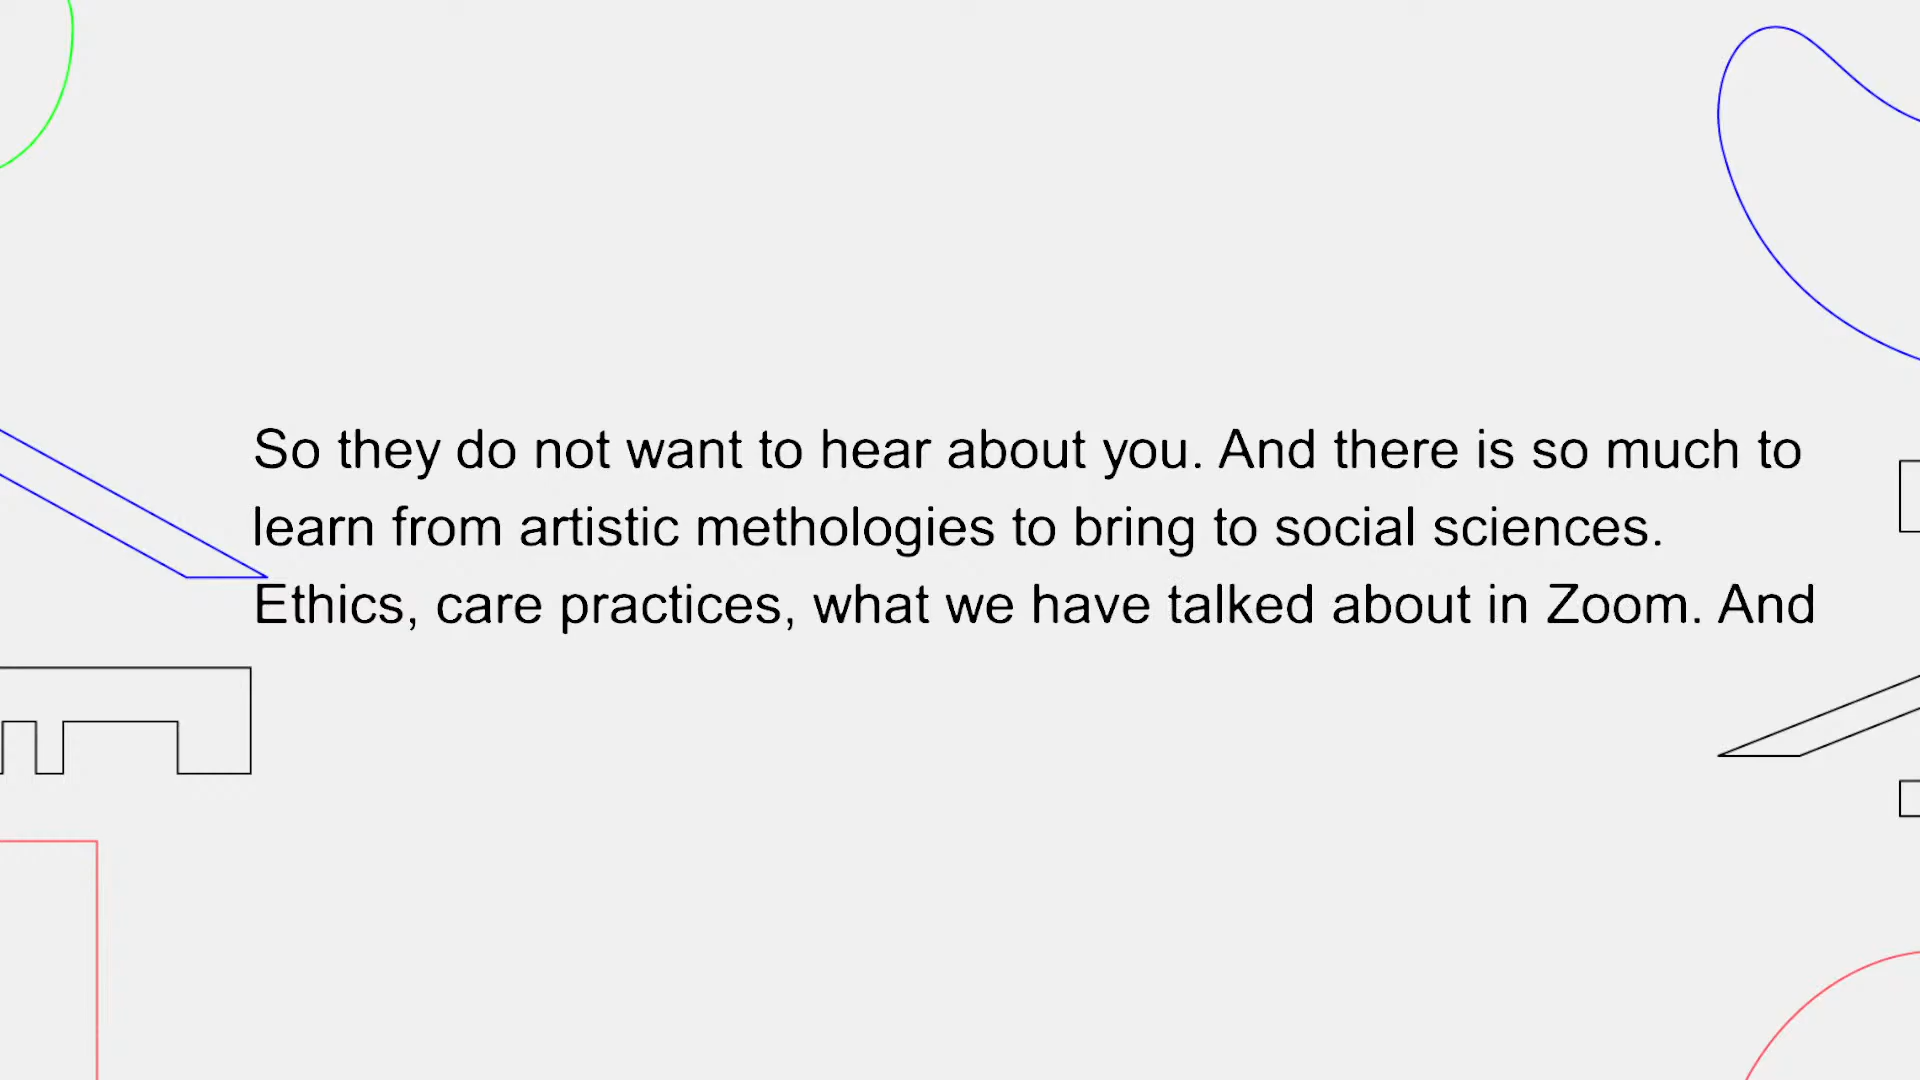 So they do not want to hear about you. And there is so much to
learn from artistic methologies to bring to social sciences.
Ethics, care practices, what we have talked about in Zoom. And